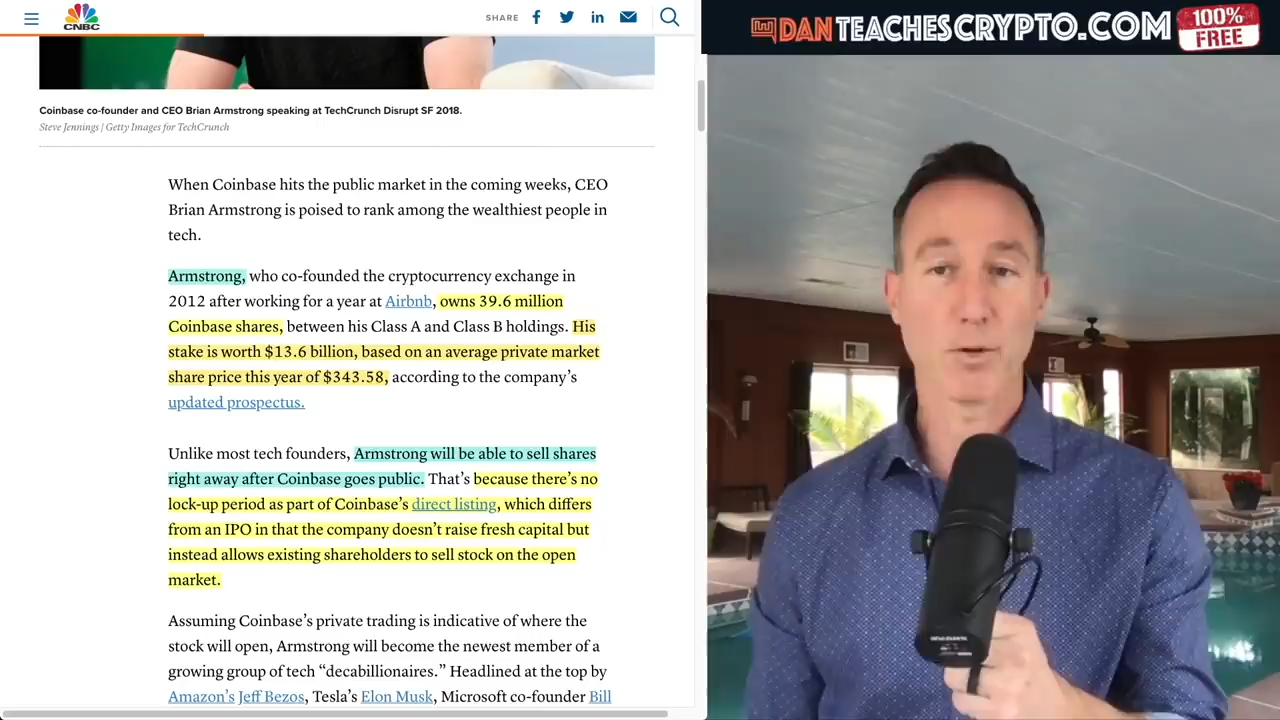 CNBC
SHARE
DANTEACHESCRYPTO.COM
100%
FREE
Coinbase co-founder and CEO Brian Armstrong speaking at TechCrunch Disrupt SF 2018.
Steve Jennings | Getty Images for TechCrunch
When Coinbase hits the public market in the coming weeks, CEO
Brian Armstrong is poised to rank among the wealthiest people in
tech.
Armstrong, who co-founded the cryptocurrency exchange in
2012 after working for a year at Airbnb, owns 39.6 million
Coinbase shares, between his Class A and Class B holdings. His
stake is worth $13.6 billion, based on an average private market
share price this year of $343.58, according to the company’s
updated prospectus.
Unlike most tech founders, Armstrong will be able to sell shares
right away after Coinbase goes public. That’s because there’s no
lock-up period as part of Coinbase’s direct listing, which differs
from an IPO in that the company doesn’t raise fresh capital but
instead allows existing shareholders to sell stock on the open
market.
Assuming Coinbase’s private trading is indicative of where the
stock will open, Armstrong will become the newest member of a
growing group of tech “decabillionaires.” Headlined at the top by
Amazon’s Jeff Bezos, Tesla’s Elon Musk, Microsoft co-founder Bill